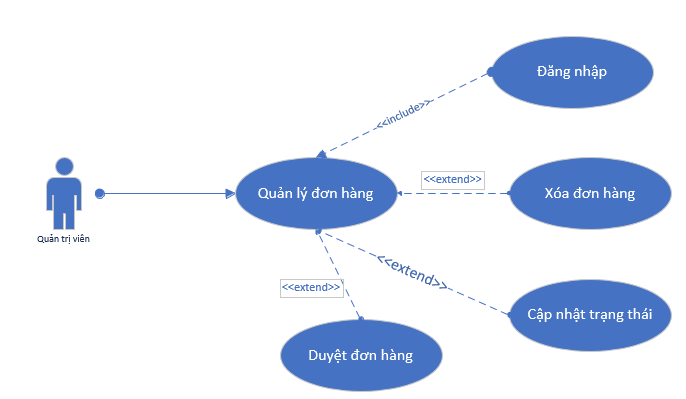 Đăng nhập
<<include>>
Quản lý đơn hàng
<<extend>>
Xóa đơn hàng
Quản trị viên
<<extend>>
<<extend>>
Cập nhật trạng thái
Duyệt đơn hàng